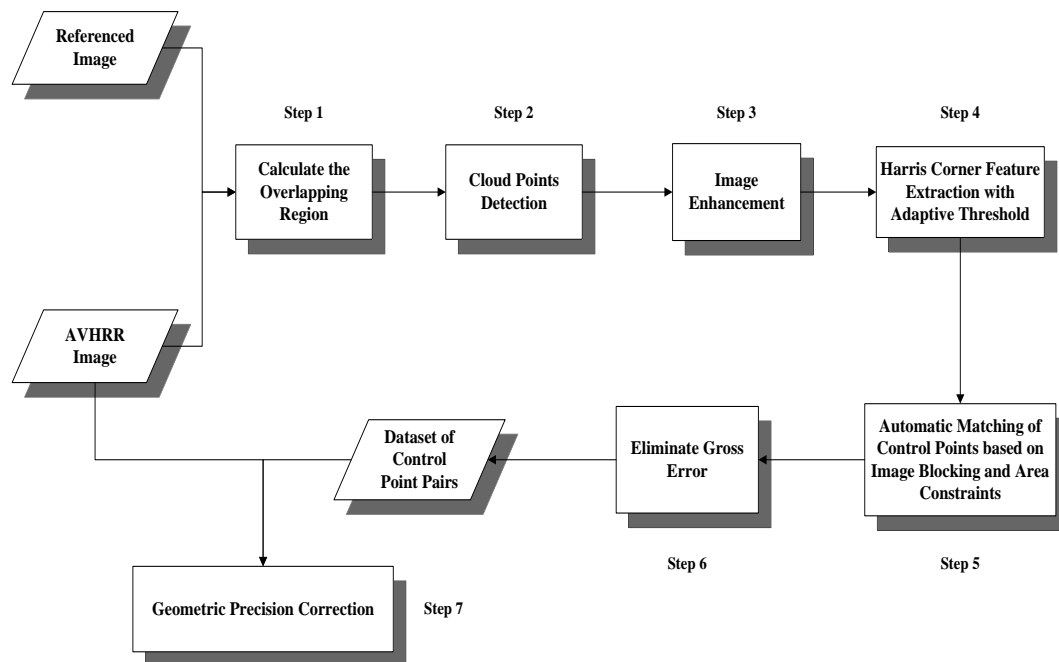 Referenced
Image
Step 1
Step 2
Step 3
Step 4
Calculate the
Overlapping
Region
Cloud Points
Detection
Image
Enhancement
Harris Corner Feature
Extraction with
Adaptive Threshold
AVHRR
Image
Dataset of
Control
Point Pairs
Eliminate Gross
Error
Automatic Matching of
Control Points based on
Image Blocking and Area
Constraints
Step 6
Step 5
Geometric Precision Correction
Step 7